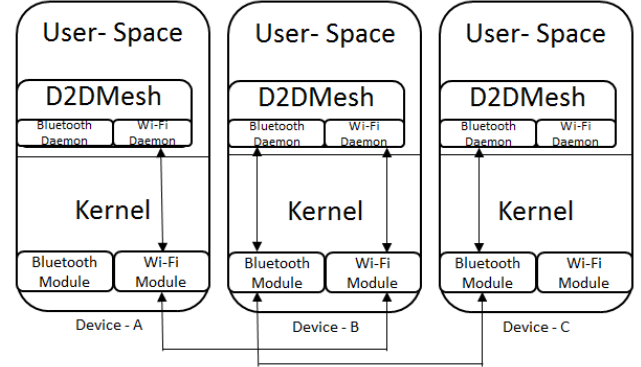 User- Space User- Space User- Space
D2DMesh D2DMesh D2DMesh
Bluetooth Wi-Fi Bluetooth Wi-Fi Bluetooth Wi-Fi
Daemon Daemon Daemon Daemon Daemon Daemon
Kernel Kernel Kernel
Bluetooth Wi-Fi Bluetooth Wi-Fi Bluetooth Wi-Fi
Module Module Module Module Module Module
Device - A Device - B Device - C